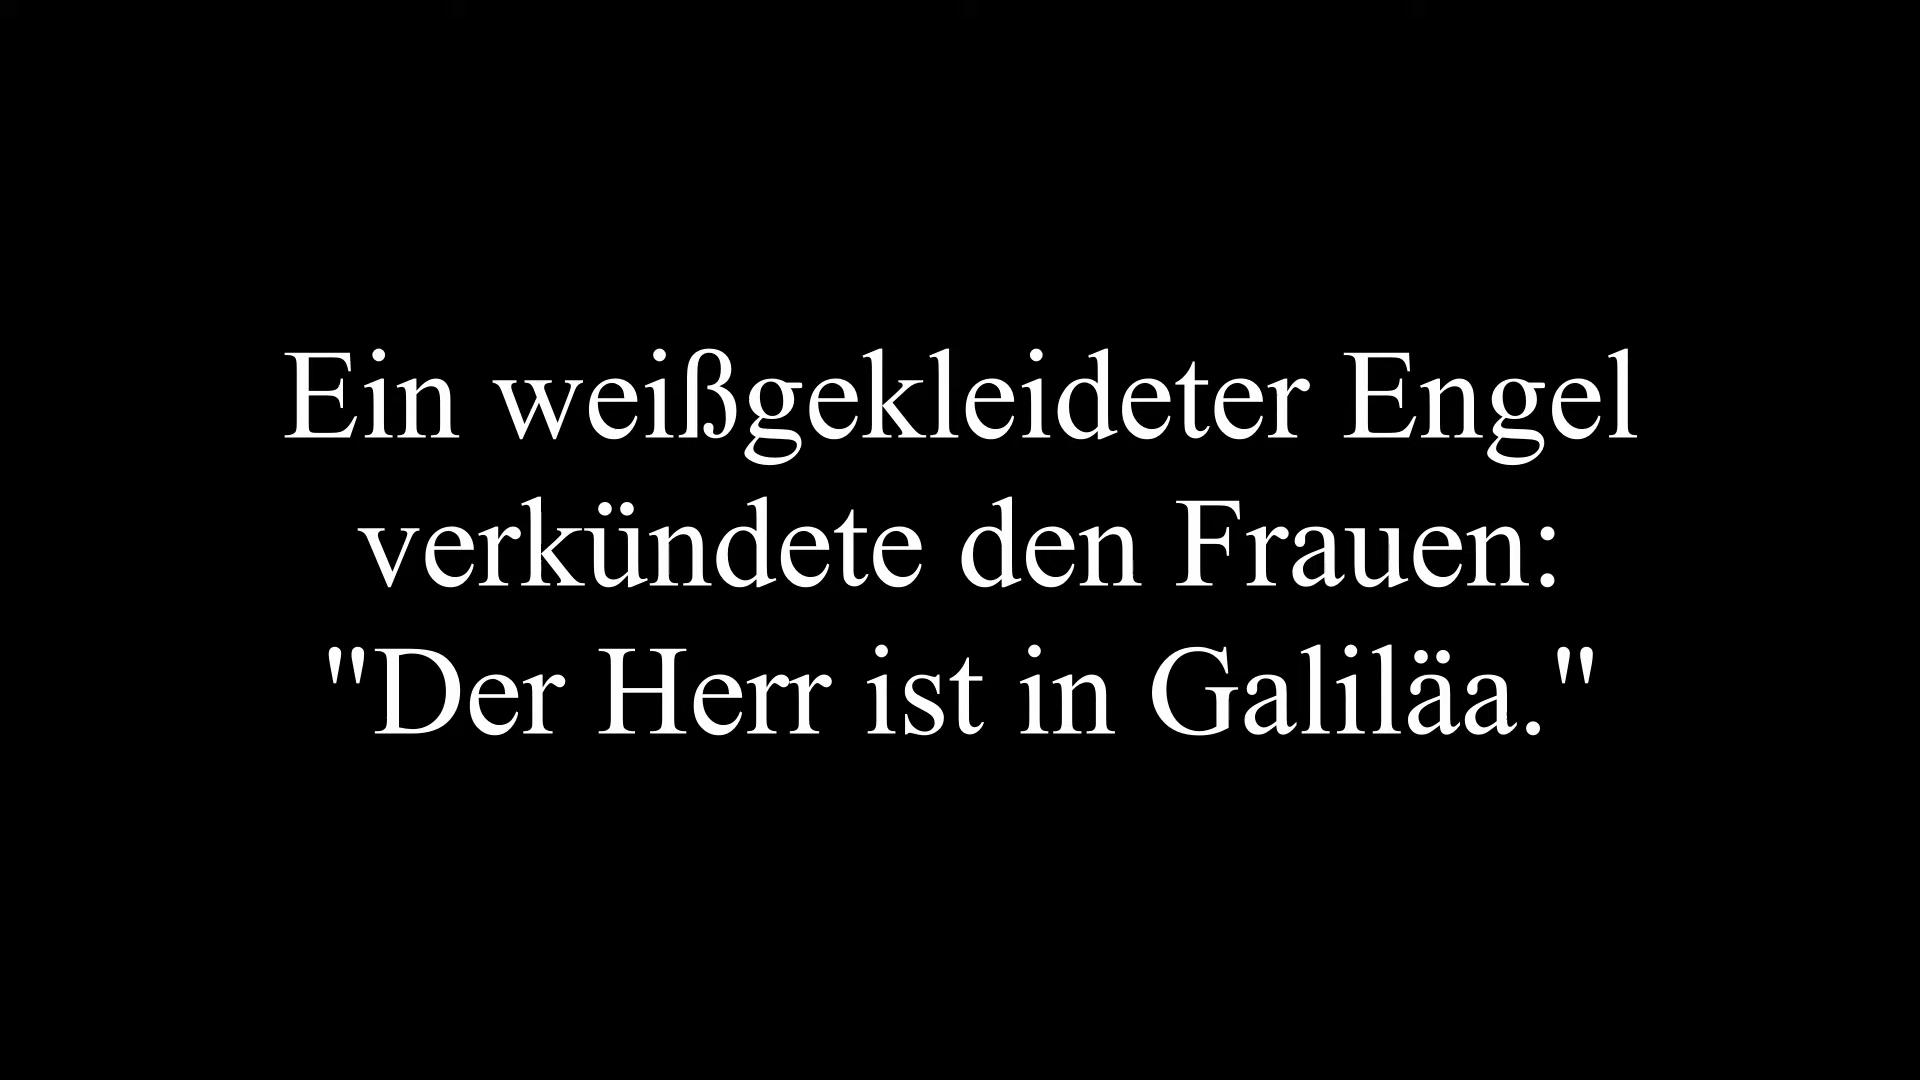 Ein weißgekleideter Engel
verkündete den Frauen:
"Der Herr ist in Galiläa."